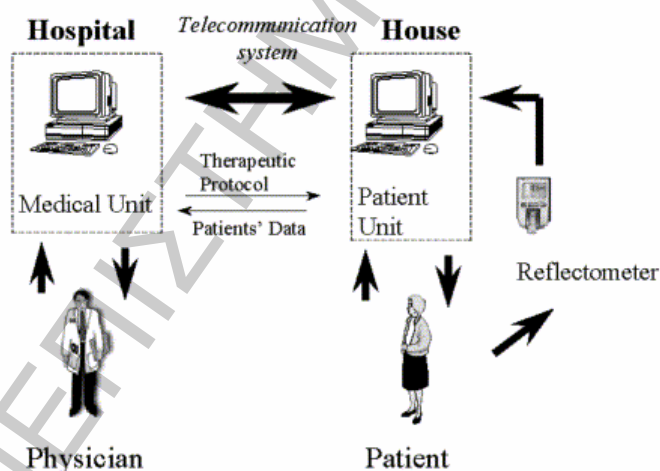 Hospital
Telecommunication
system
House
Therapeutic
Protocol
Medical Unit
Patients' Data
Patient
Unit
Reflectometer
Physician
Patient